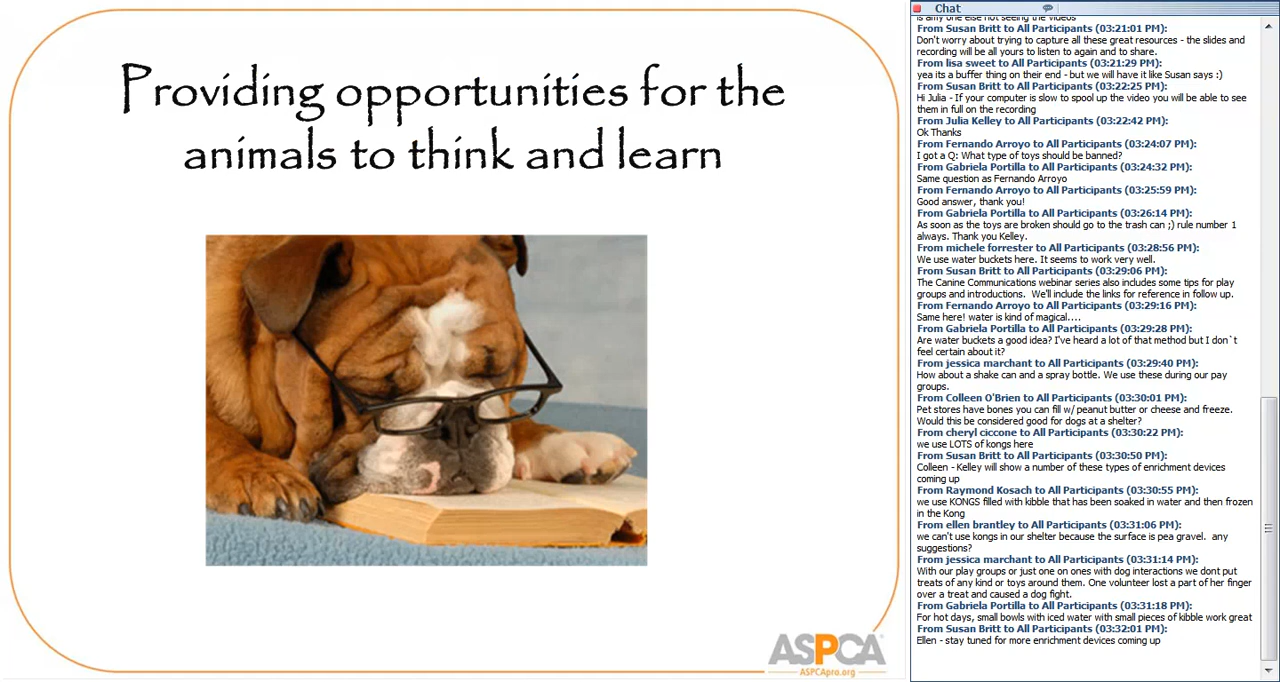 Providing opportunities for the
animals to think and learn
ASPCA
ASPCApro.org
Chat
is amy one else not seeing the videos
From Susan Britt to All Participants (03:21:01 PM):
Don't worry about trying to capture all these great resources - the slides and
recording will be all yours to listen to again and to share.
From lisa sweet to All Participants (03:21:29 PM):
yea its a buffer thing on their end - but we will have it like Susan says :)
From Susan Britt to All Participants (03:22:25 PM):
Hi Julia - If your computer is slow to spool up the video you will be able to see
them in full on the recording
From Julia Kelley to All Participants (03:22:42 PM):
Ok Thanks
From Fernando Arroyo to All Participants (03:24:07 PM):
I got a Q: What type of toys should be banned?
From Gabriela Portilla to All Participants (03:24:32 PM):
Same question as Fernando Arroyo
From Fernando Arroyo to All Participants (03:25:59 PM):
Good answer, thank you!
From Gabriela Portilla to All Participants (03:26:14 PM):
As soon as the toys are broken should go to the trash can ;) rule number 1
always. Thank you Kelley.
From michele forrester to All Participants (03:28:56 PM):
We use water buckets here. It seems to work very well.
From Susan Britt to All Participants (03:29:06 PM):
The Canine Communications webinar series also includes some tips for play
groups and introductions.  We'll include the links for reference in follow up.
From Fernando Arroyo to All Participants (03:29:16 PM):
Same here! water is kind of magical....
From Gabriela Portilla to All Participants (03:29:28 PM):
Are water buckets a good idea? I've heard a lot of that method but I don`t
feel certain about it?
From jessica marchant to All Participants (03:29:40 PM):
How about a shake can and a spray bottle. We use these during our pay
groups.
From Colleen O'Brien to All Participants (03:30:01 PM):
Pet stores have bones you can fill w/ peanut butter or cheese and freeze.
Would this be considered good for dogs at a shelter?
From cheryl ciccone to All Participants (03:30:22 PM):
we use LOTS of kongs here
From Susan Britt to All Participants (03:30:50 PM):
Colleen - Kelley will show a number of these types of enrichment devices
coming up
From Raymond Kosach to All Participants (03:30:55 PM):
we use KONGS filled with kibble that has been soaked in water and then frozen
in the Kong
From ellen brantley to All Participants (03:31:06 PM):
we can't use kongs in our shelter because the surface is pea gravel.  any
suggestions?
From jessica marchant to All Participants (03:31:14 PM):
With our play groups or just one on ones with dog interactions we dont put
treats of any kind or toys around them. One volunteer lost a part of her finger
over a treat and caused a dog fight.
From Gabriela Portilla to All Participants (03:31:18 PM):
For hot days, small bowls with iced water with small pieces of kibble work great
From Susan Britt to All Participants (03:32:01 PM):
Ellen - stay tuned for more enrichment devices coming up